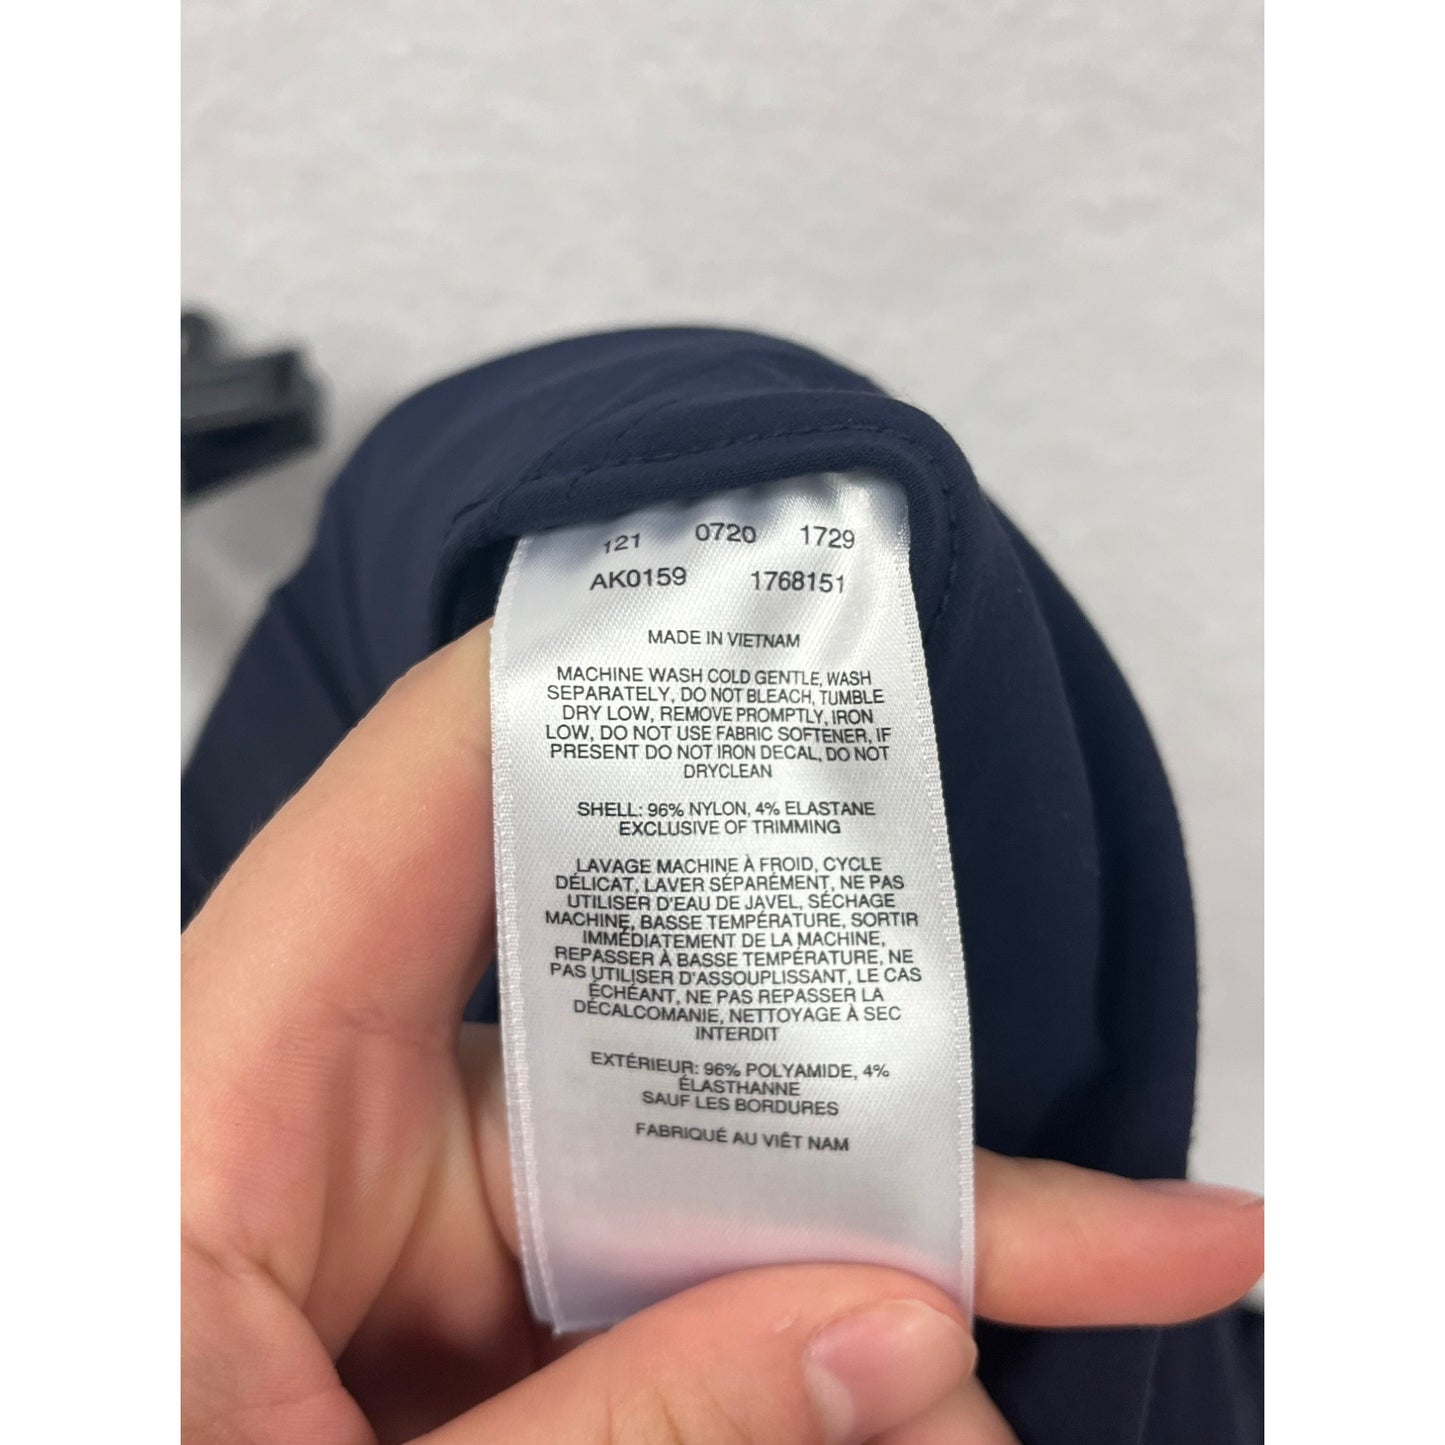 121 0720 1729
AK0159 1768151
MADE IN VIETNAM
MACHINE WASH COLD GENTLE, WASH
SEPARATELY, DO NOT BLEACH, TUMBLE
DRY LOW, REMOVE PROMPTLY, IRON
LOW, DO NOT USE FABRIC SOFTENER, IF
PRESENT DO NOT IRON DECAL, DO NOT
DRYCLEAN
SHELL: 96% NYLON, 4% ELASTANE
EXCLUSIVE OF TRIMMING
LAVAGE MACHINE À FROID, CYCLE
DÉLICAT, LAVER SÉPARÉMENT, NE PAS
UTILISER D'EAU DE JAVEL, SÉCHAGE
MACHINE, BASSE TEMPÉRATURE, SORTIR
IMMÉDIATEMENT DE LA MACHINE,
REPASSER À BASSE TEMPÉRATURE, NE
PAS UTILISER D'ASSOUPLISSANT, LE CAS
ÉCHÉANT, NE PAS REPASSER LA
DÉCALCOMANIE, NETTOYAGE À SEC
INTERDIT
EXTÉRIEUR: 96% POLYAMIDE, 4%
ÉLASTHANNE
SAUF LES BORDURES
FABRIQUÉ AU VIÊT NAM